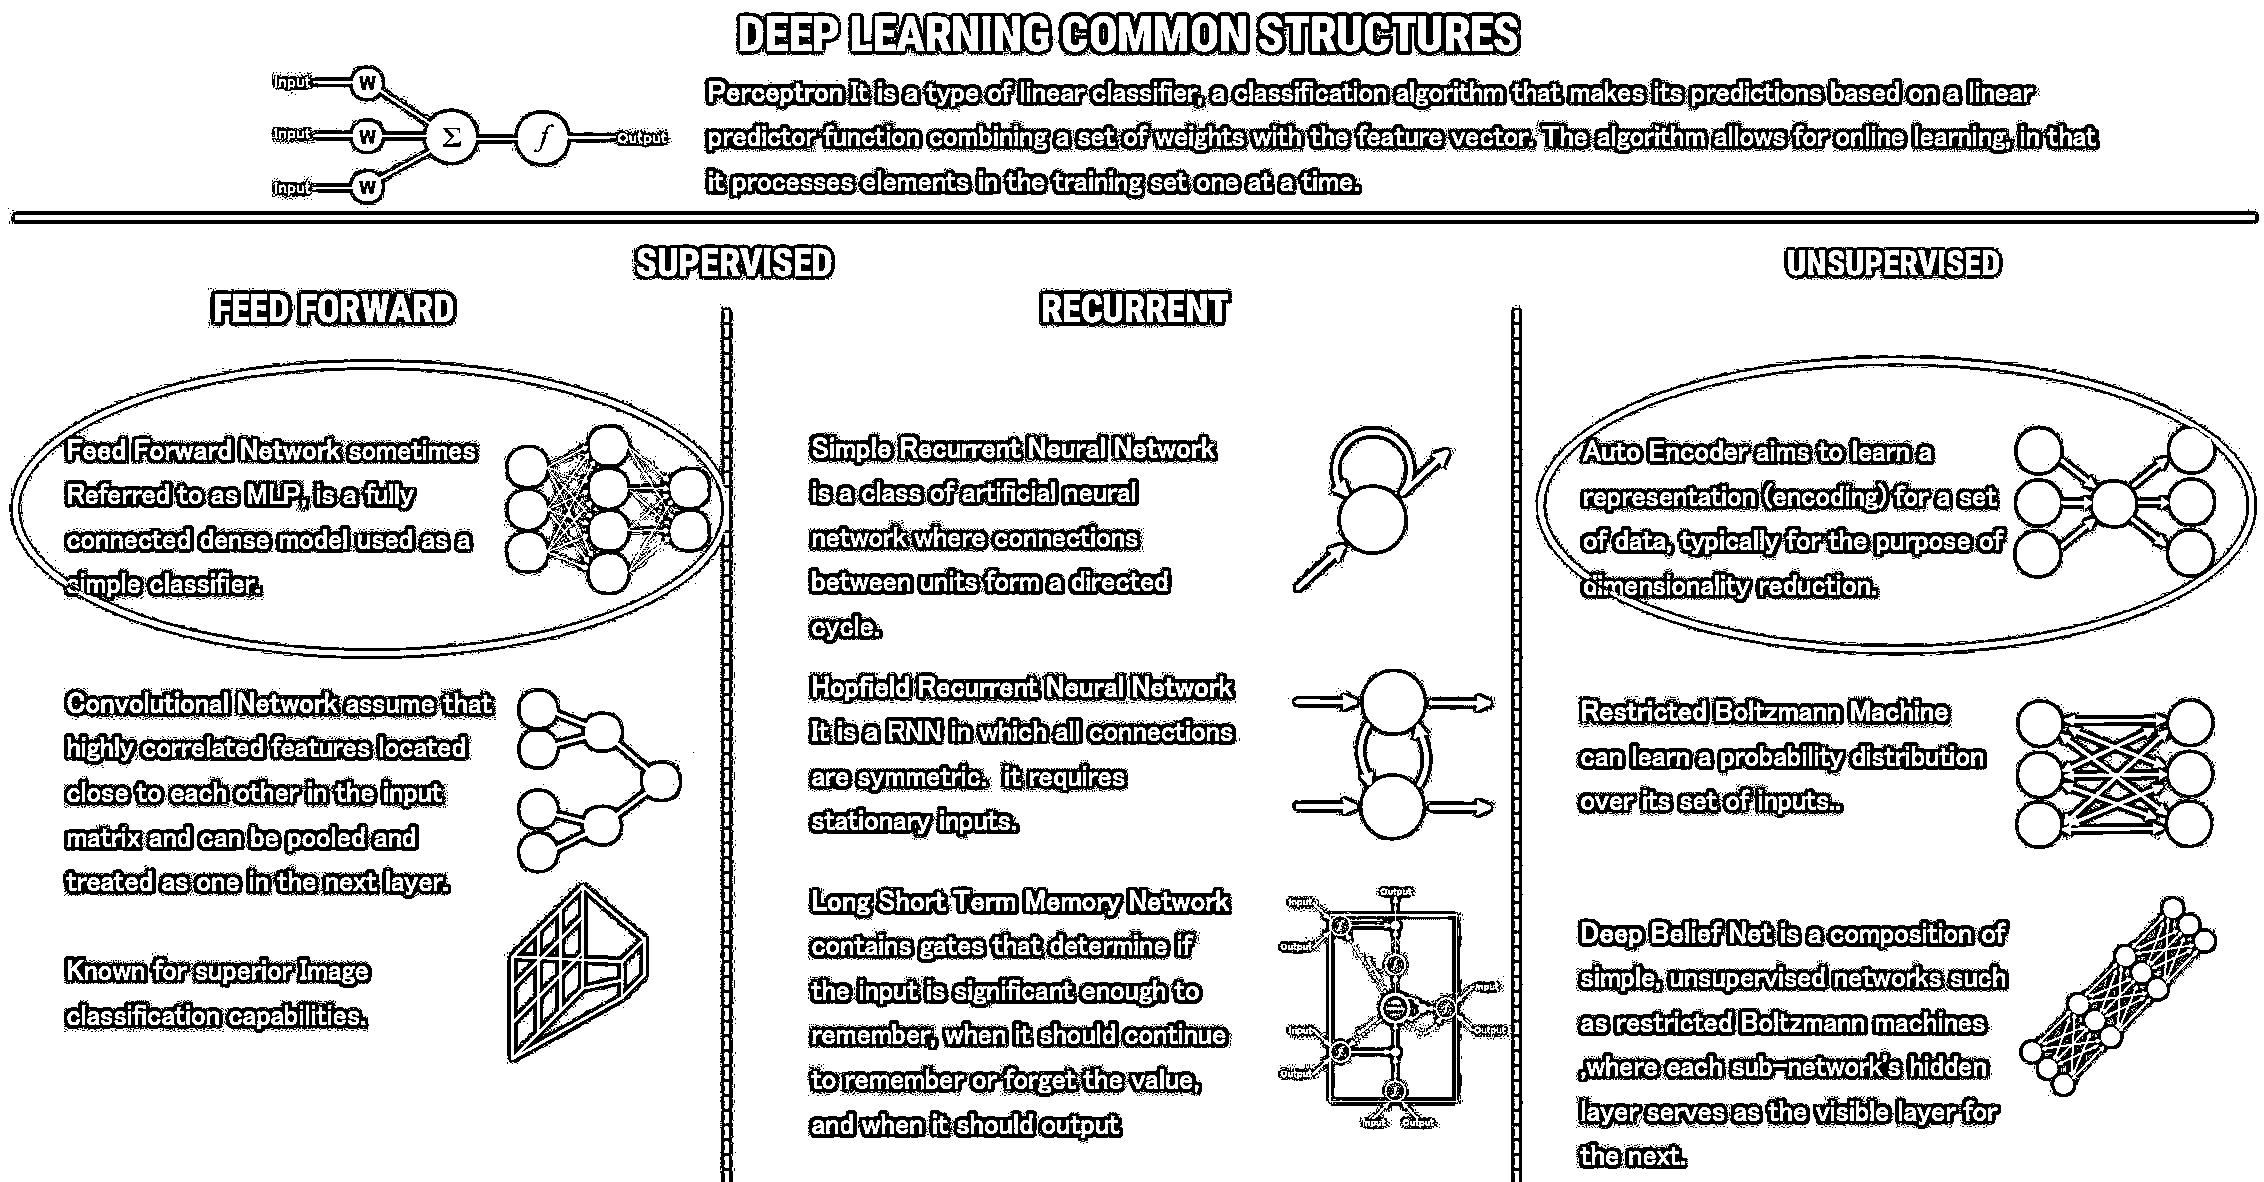 DEEP LEARNING COMMON STRUCTURES
Input
W
Input
W
Input
W
Σ
f
Output
Perceptron It is a type of linear classifier, a classification algorithm that makes its predictions based on a linear
predictor function combining a set of weights with the feature vector. The algorithm allows for online learning, in that
it processes elements in the training set one at a time.
SUPERVISED
UNSUPERVISED
FEED FORWARD
RECURRENT
Feed Forward Network sometimes
Referred to as MLP, is a fully
connected dense model used as a
simple classifier.
Convolutional Network assume that
highly correlated features located
close to each other in the input
matrix and can be pooled and
treated as one in the next layer.
Known for superior Image
classification capabilities.
Simple Recurrent Neural Network
is a class of artificial neural
network where connections
between units form a directed
cycle.
Hopfield Recurrent Neural Network
It is a RNN in which all connections
are symmetric. it requires
stationary inputs.
Long Short Term Memory Network
contains gates that determine if
the input is significant enough to
remember, when it should continue
to remember or forget the value,
and when it should output
Output
Input
Output
Input
Output
Input
Output
Input
Output
Auto Encoder aims to learn a
representation (encoding) for a set
of data, typically for the purpose of
dimensionality reduction.
Restricted Boltzmann Machine
can learn a probability distribution
over its set of inputs..
Deep Belief Net is a composition of
simple, unsupervised networks such
as restricted Boltzmann machines
,where each sub-network's hidden
layer serves as the visible layer for
the next.